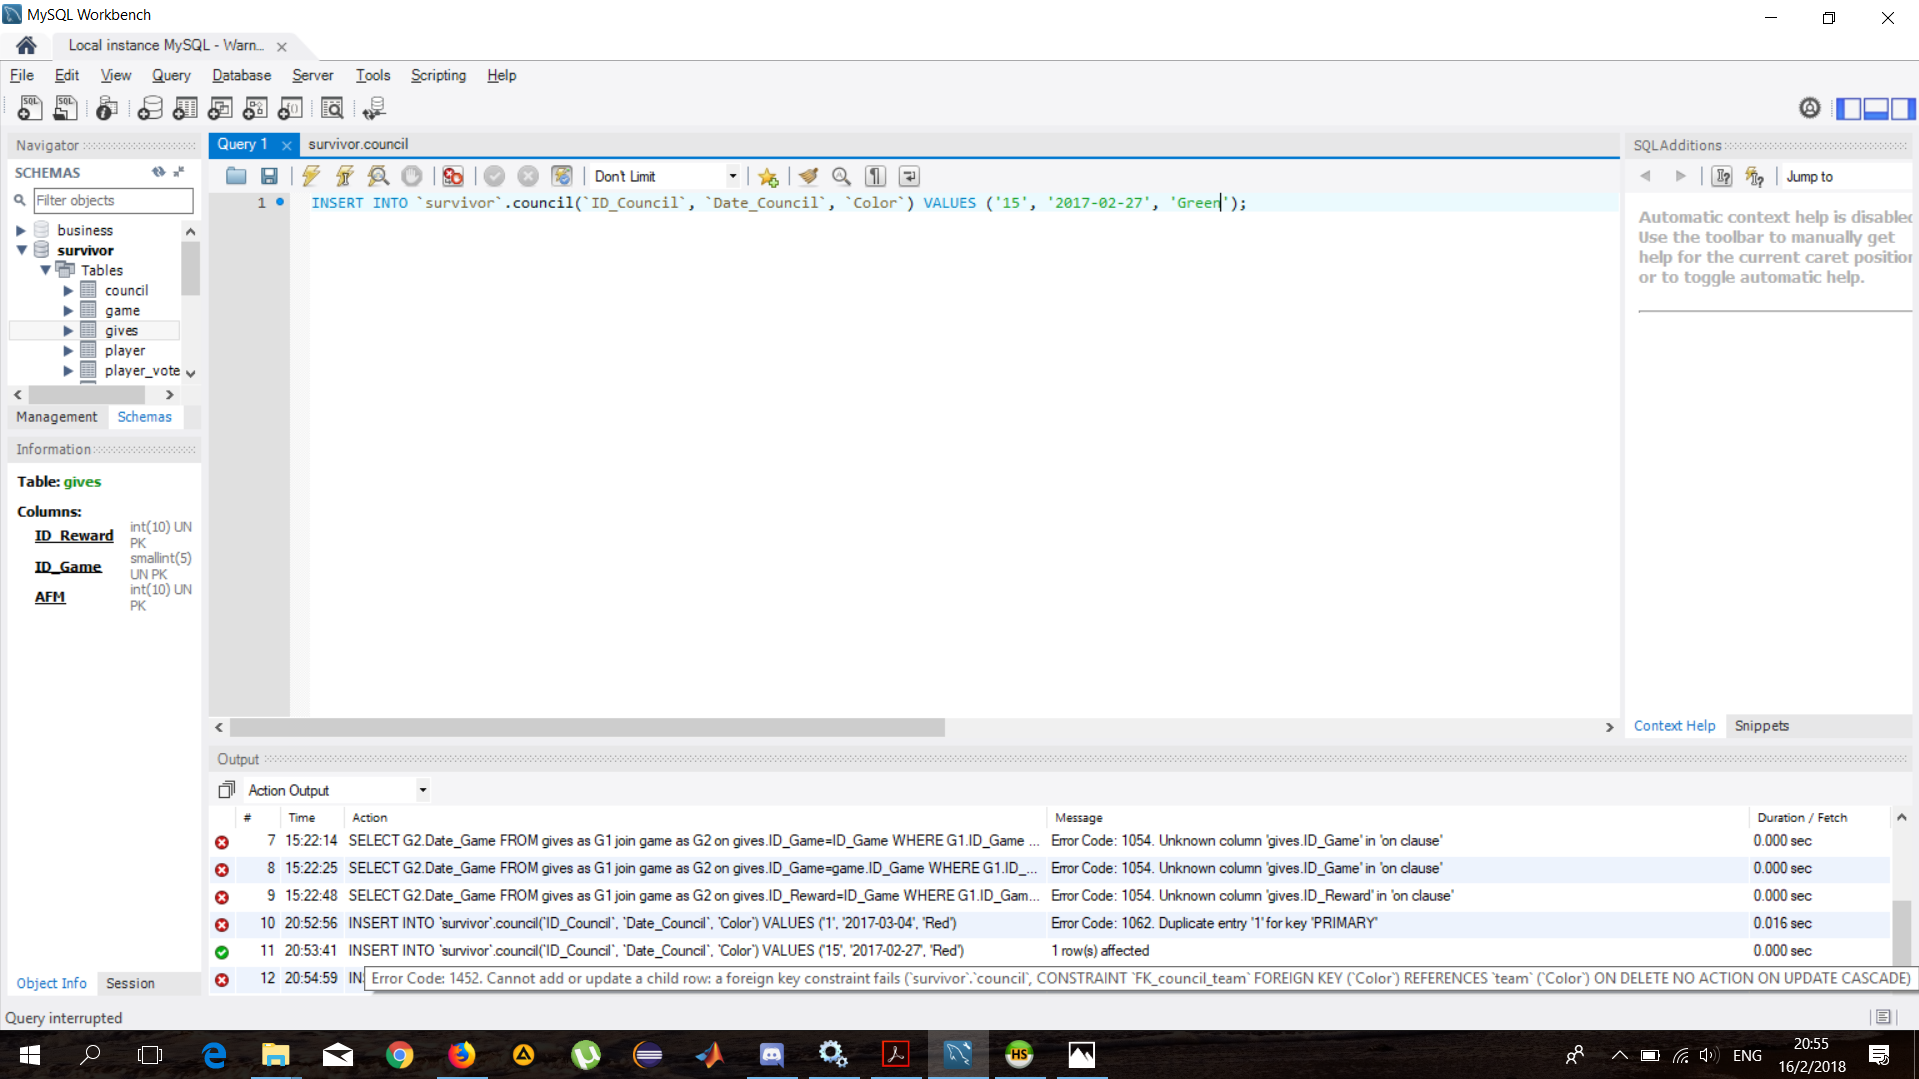 MySQL Workbench
Local instance MySQL - Warn...
File Edit View Query Database Server Tools Scripting Help
Navigator
SCHEMAS
Filter objects
business
survivor
Tables
council
game
gives
player
player_vote
Management Schemas
Information
Table: gives
Columns:
ID_Reward int(10) UN PK
ID_Game smallint(5) UN PK
AFM int(10) UN PK
Object Info Session
Query interrupted
Query 1 survivor.council
Don't Limit
1 INSERT INTO `survivor`.council(`ID_Council`, `Date_Council`, `Color`) VALUES ('15', '2017-02-27', 'Green');
SQLAdditions
Jump to
Automatic context help is disabled
Use the toolbar to manually get
help for the current caret position
or to toggle automatic help.
Context Help Snippets
Output
Action Output
# Time Action Message Duration / Fetch
7 15:22:14 SELECT G2.Date_Game FROM gives as G1 join game as G2 on gives.ID_Game=ID_Game WHERE G1.ID_Game ... Error Code: 1054. Unknown column 'gives.ID_Game' in 'on clause' 0.000 sec
8 15:22:25 SELECT G2.Date_Game FROM gives as G1 join game as G2 on gives.ID_Game=game.ID_Game WHERE G1.ID_... Error Code: 1054. Unknown column 'gives.ID_Game' in 'on clause' 0.000 sec
9 15:22:48 SELECT G2.Date_Game FROM gives as G1 join game as G2 on gives.ID_Reward=ID_Game WHERE G1.ID_Gam... Error Code: 1054. Unknown column 'gives.ID_Reward' in 'on clause' 0.000 sec
10 20:52:56 INSERT INTO `survivor`.council(`ID_Council`, `Date_Council`, `Color`) VALUES ('1', '2017-03-04', 'Red') Error Code: 1062. Duplicate entry '1' for key 'PRIMARY' 0.016 sec
11 20:53:41 INSERT INTO `survivor`.council(`ID_Council`, `Date_Council`, `Color`) VALUES ('15', '2017-02-27', 'Red') 1 row(s) affected 0.000 sec
12 20:54:59 IN Error Code: 1452. Cannot add or update a child row: a foreign key constraint fails (`survivor`.`council`, CONSTRAINT `FK_council_team` FOREIGN KEY (`Color`) REFERENCES `team` (`Color`) ON DELETE NO ACTION ON UPDATE CASCADE)
HS
ENG
20:55
16/2/2018